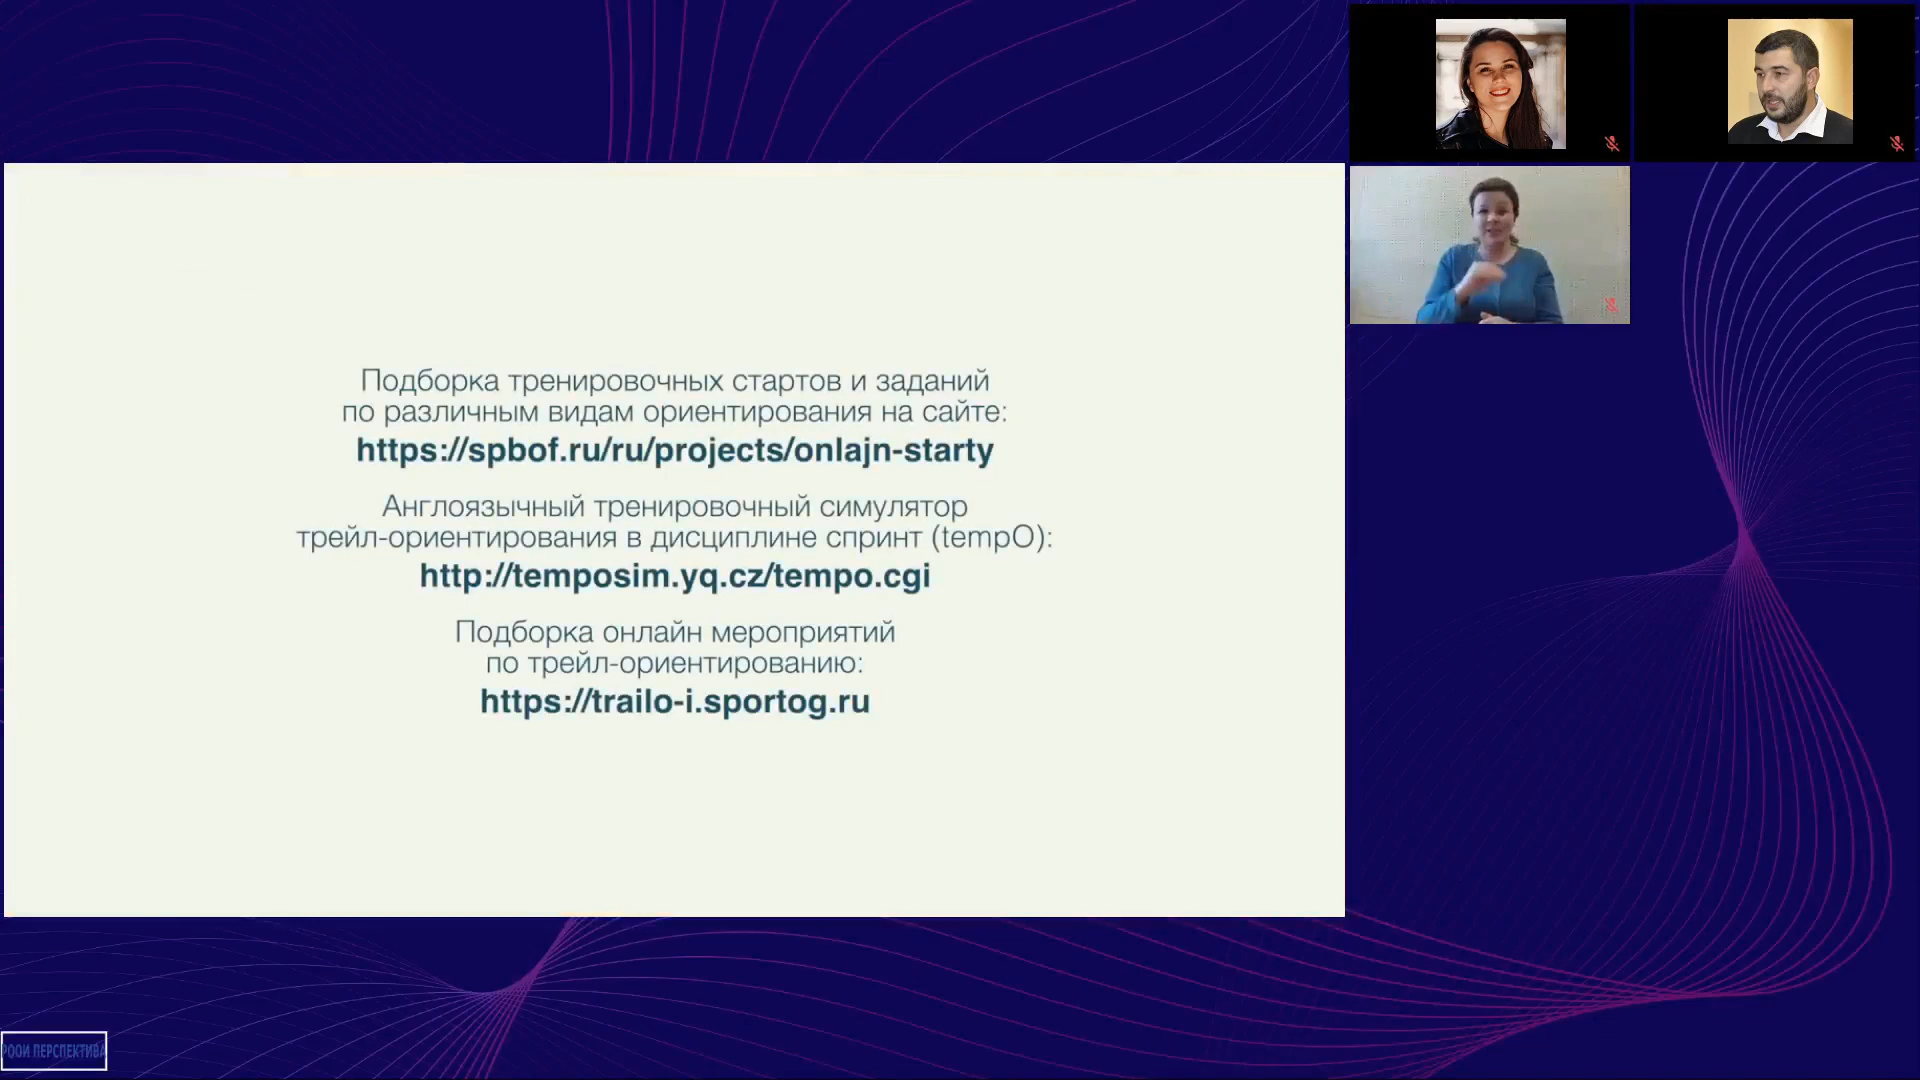 Подборка тренировочных стартов и заданий
по различным видам ориентирования на сайте:
https://spbof.ru/ru/projects/onlajn-starty
Англоязычный тренировочный симулятор
трейл-ориентирования в дисциплине спринт (tempO):
http://temposim.yq.cz/tempo.cgi
Подборка онлайн мероприятий
по трейл-ориентированию:
https://trailo-i.sportog.ru
РООИ ПЕРСПЕКТИВА